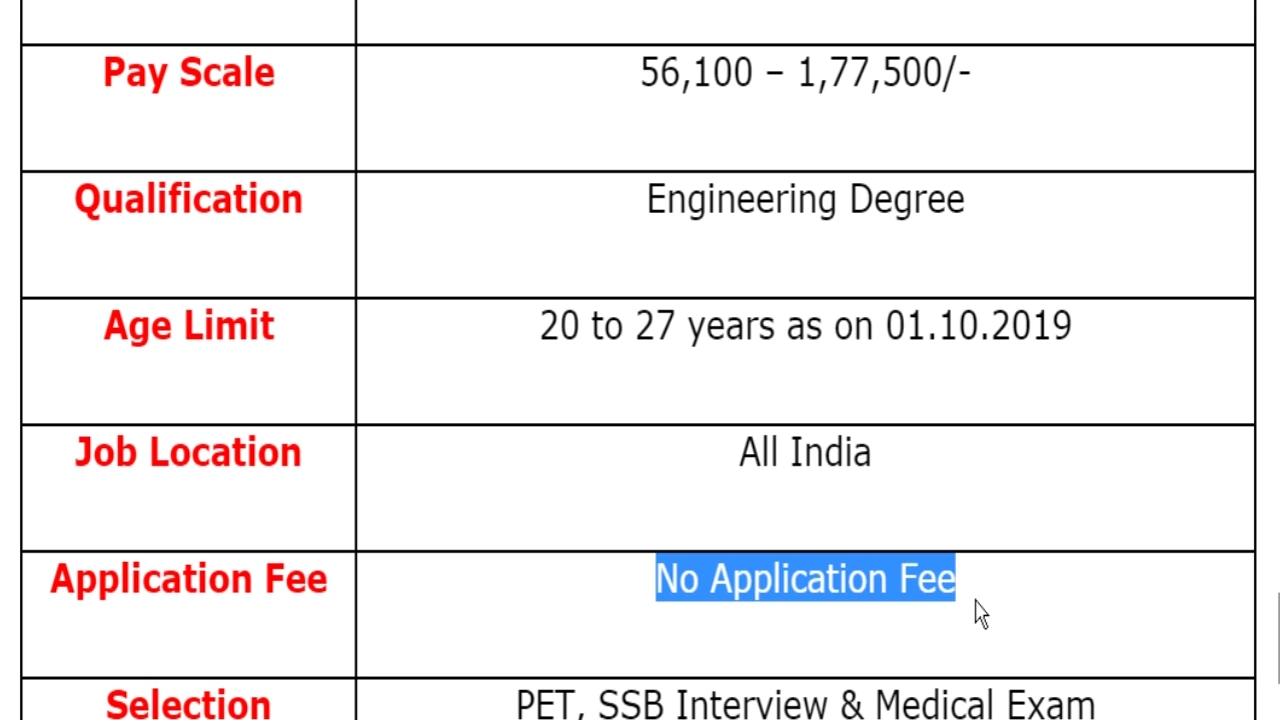 Pay Scale 56,100 – 1,77,500/-
Qualification Engineering Degree
Age Limit 20 to 27 years as on 01.10.2019
Job Location All India
Application Fee No Application Fee
Selection PET, SSB Interview & Medical Exam